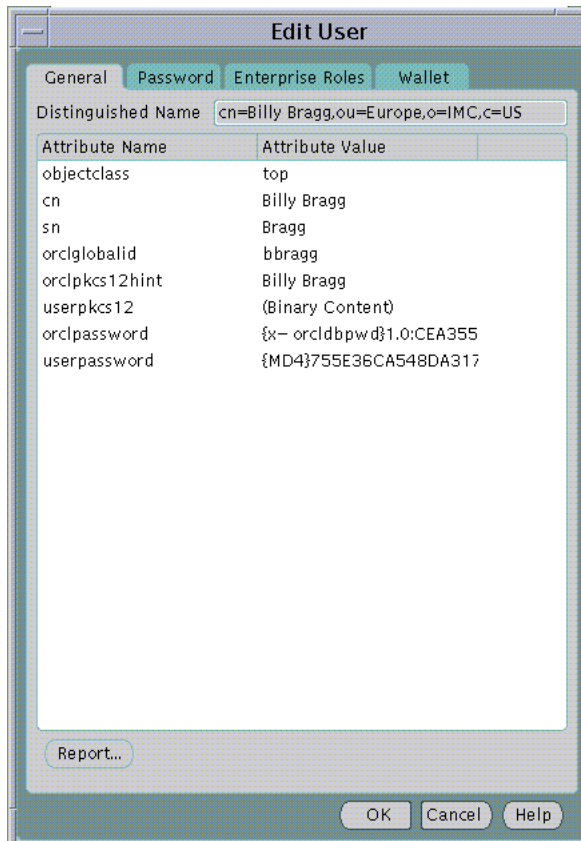 Edit User
General Password Enterprise Roles Wallet
Distinguished Name cn=Billy Bragg,ou=Europe,o=IMC,c=US
Attribute Name Attribute Value
objectclass top
cn Billy Bragg
sn Bragg
orclglobalid bbragg
orclpkcs12hint Billy Bragg
userpkcs12 (Binary Content)
orclpassword {x- orcldbpwd}1.0:CEA355
userpassword {MD4}755E36CA548DA317
Report...
OK Cancel Help